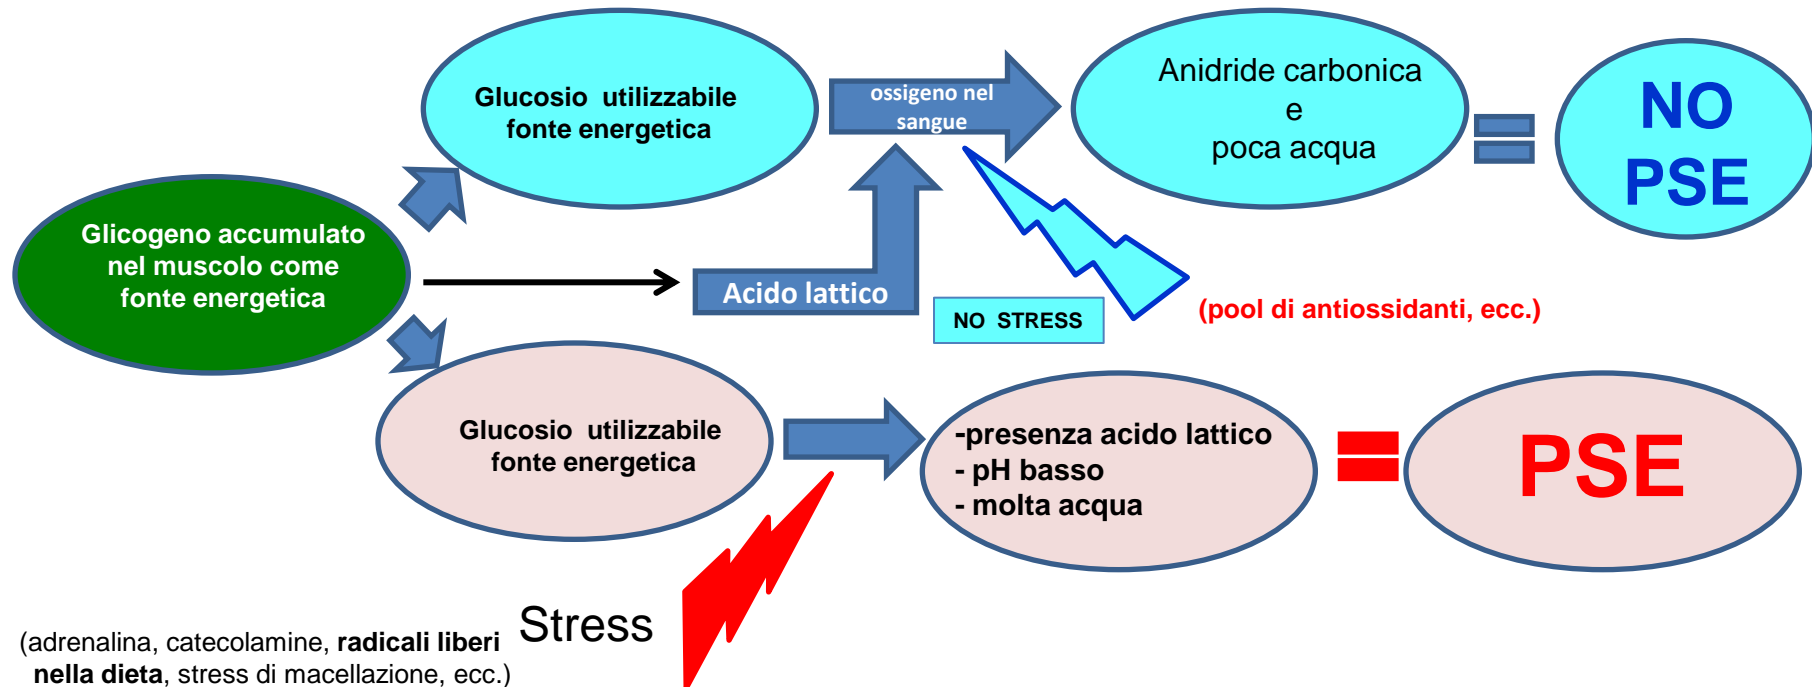 Glucosio utilizzabile
fonte energetica
ossigeno nel
sangue
Anidride carbonica
e
poca acqua
NO
PSE
Glicogeno accumulato
nel muscolo come
fonte energetica
Acido lattico
NO STRESS
(pool di antiossidanti, ecc.)
Glucosio utilizzabile
fonte energetica
-presenza acido lattico
- pH basso
- molta acqua
PSE
Stress
(adrenalina, catecolamine, radicali liberi
nella dieta, stress di macellazione, ecc.)